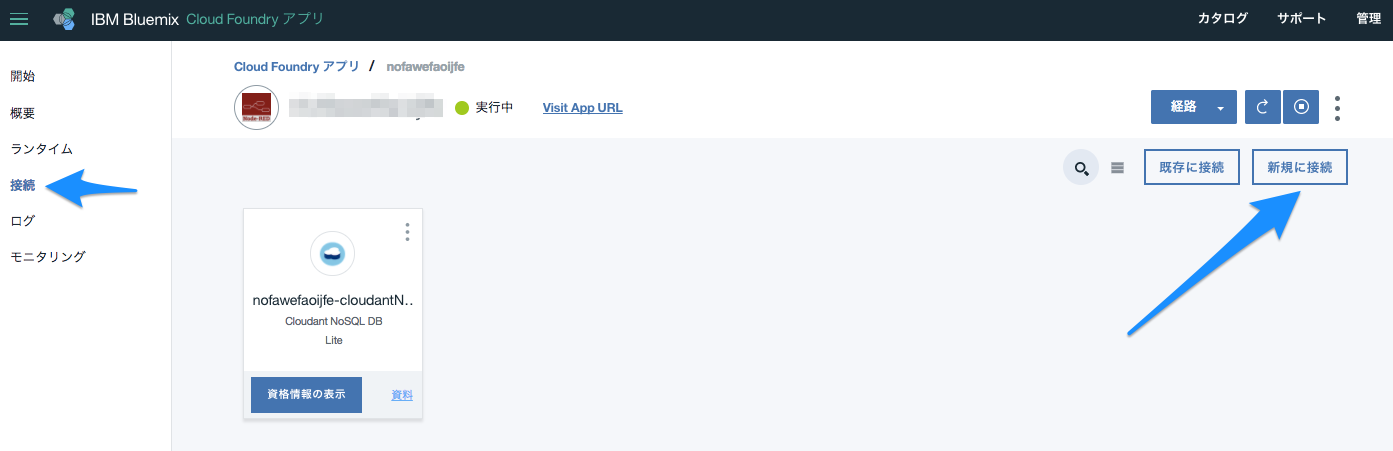 IBM Bluemix Cloud Foundry アプリ
カタログ サポート 管理
開始
概要
ランタイム
接続
ログ
モニタリング
Cloud Foundry アプリ / nofawefaoijfe
Node-RED
実行中 Visit App URL
経路
既存に接続 新規に接続
nofawefaoijfe-cloudantN..
Cloudant NoSQL DB
Lite
資格情報の表示 資料